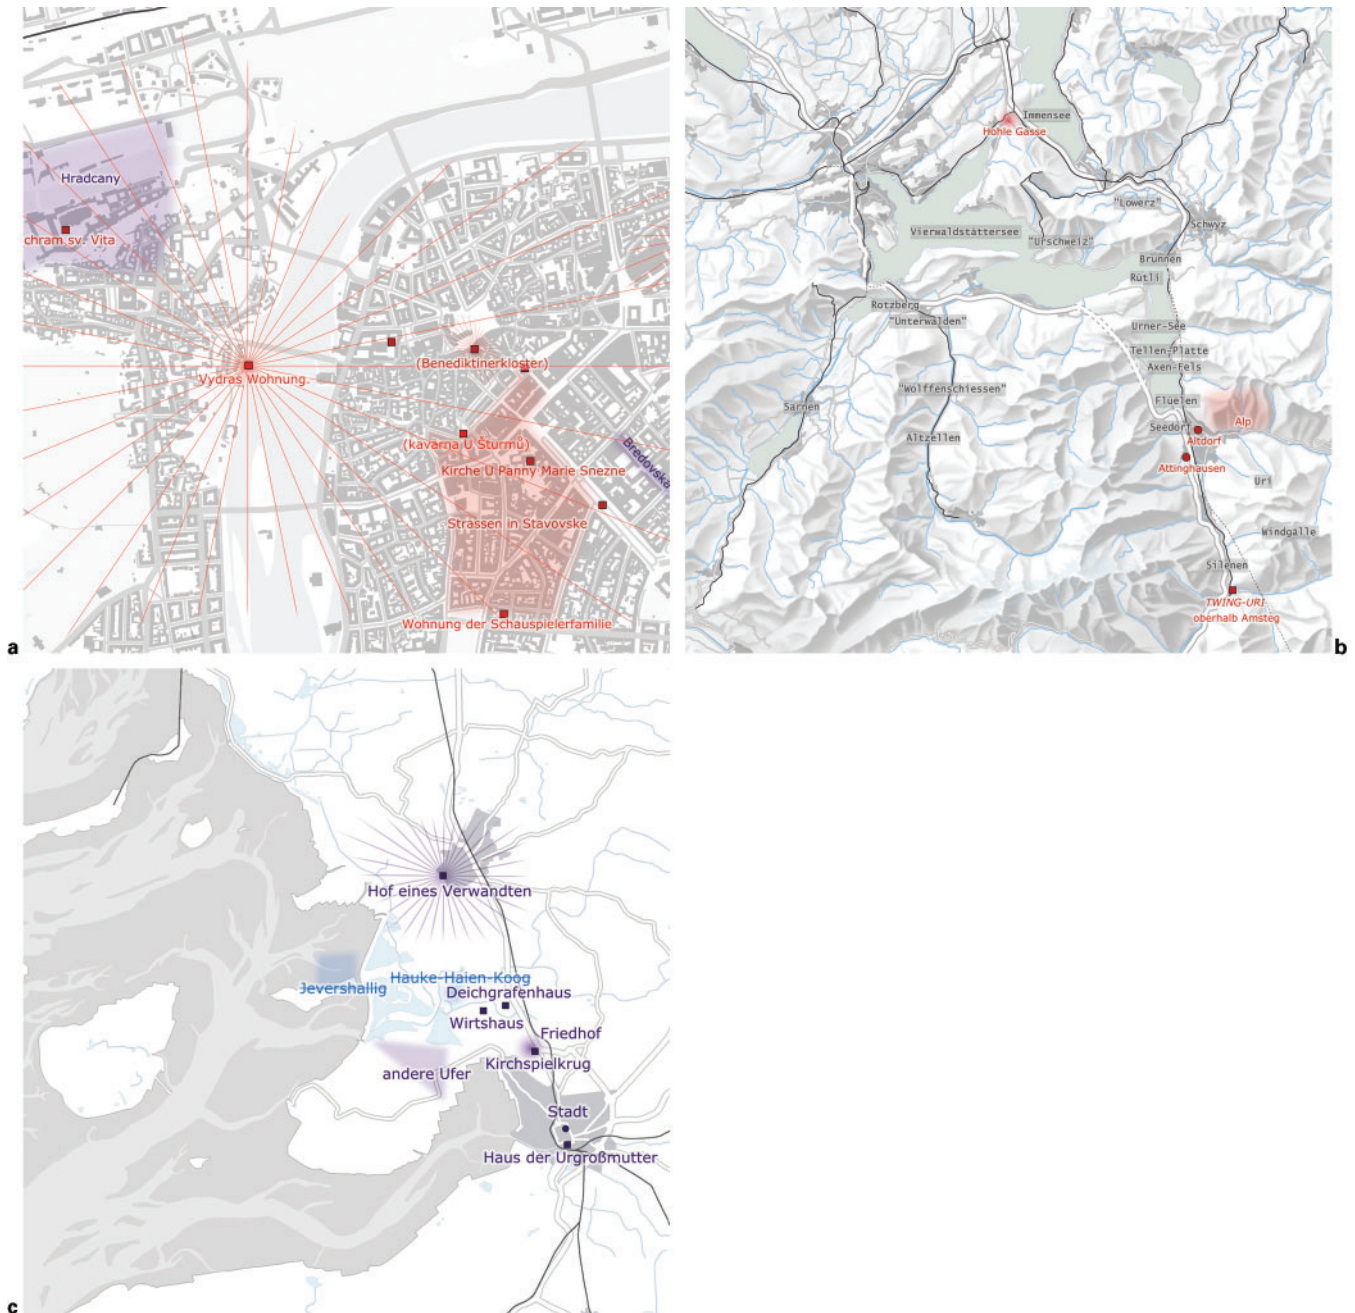 Hradcany
chram sv. Vita
Vydras Wohnung.
(Benediktinerkloster)
(kavarna U Šturmů)
Kirche U Panny Marie Snezne
Bredovska
Strassen in Stavovske
Wohnung der Schauspielerfamilie
a
Immensee
Hohle Gasse
"Lowerz"
Schwyz
Vierwaldstättersee
"Urschweiz"
Brunnen
Rütli
Rotzberg
"Unterwalden"
Urner-See
Tellen-Platte
Axen-Fels
"Wolffenschiessen"
Flüelen
Sarnen
Seedorf
Alp
Altzellen
Altdorf
Attinghausen
Uri
Windgälle
Silenen
TWING-URI
oberhalb Amsteg
b
Hof eines Verwandten
Hauke-Haien-Koog
Jevershallig
Deichgrafenhaus
Wirtshaus
Friedhof
Kirchspielkrug
andere Ufer
Stadt
Haus der Urgroßmutter
c